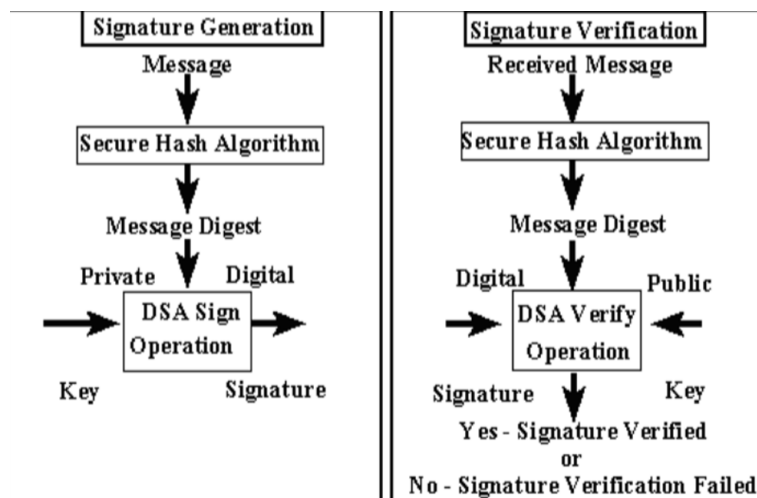 Signature Generation
Message
Secure Hash Algorithm
Message Digest
Private Digital
DSA Sign
Operation
Key Signature
Signature Verification
Received Message
Secure Hash Algorithm
Message Digest
Digital Public
DSA Verify
Operation
Signature Key
Yes - Signature Verified
or
No - Signature Verification Failed